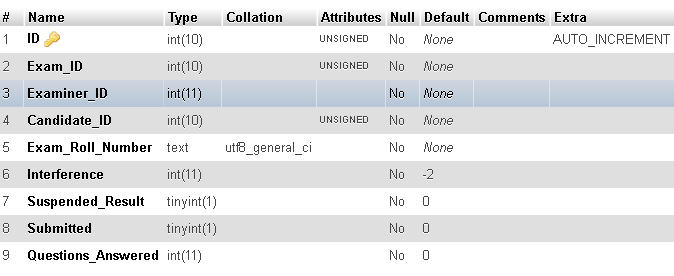 # Name Type Collation Attributes Null Default Comments Extra
1 ID int(10) UNSIGNED No None AUTO_INCREMENT
2 Exam_ID int(10) UNSIGNED No None
3 Examiner_ID int(11) No None
4 Candidate_ID int(10) UNSIGNED No None
5 Exam_Roll_Number text utf8_general_ci No None
6 Interference int(11) No -2
7 Suspended_Result tinyint(1) No 0
8 Submitted tinyint(1) No 0
9 Questions_Answered int(11) No 0